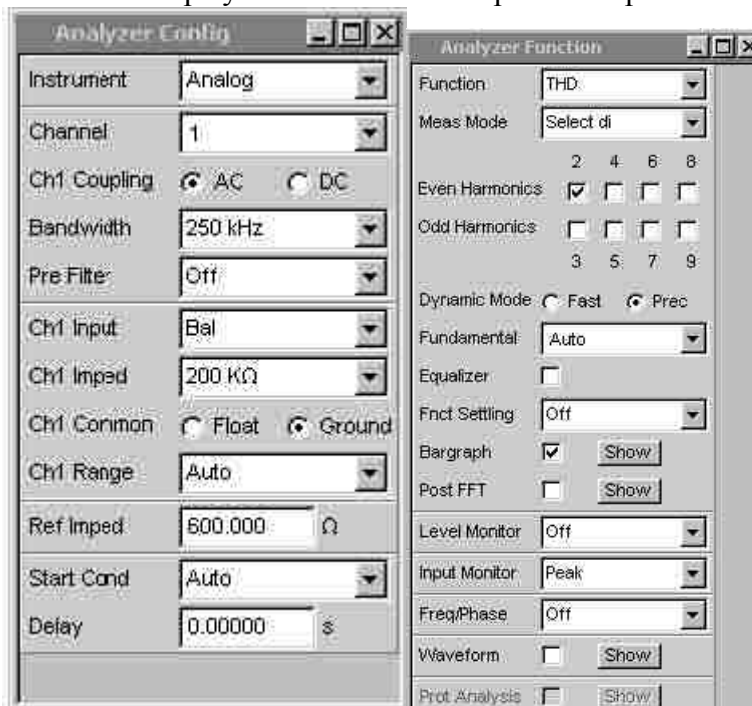 Analyzer Config
Instrument Analog
Channel 1
Ch1 Coupling AC DC
Bandwidth 250 kHz
Pre Filter Off
Ch1 Input Bal
Ch1 Imped 200 KΩ
Ch1 Common Float Ground
Ch1 Range Auto
Ref Imped 600.000 Ω
Start Cond Auto
Delay 0.00000 s
Analyzer Function
Function THD
Meas Mode Select di
2 4 6 8
Even Harmonics
Odd Harmonics
3 5 7 9
Dynamic Mode Fast Prec
Fundamental Auto
Equalizer
Fnct Settling Off
Bargraph Show
Post FFT Show
Level Monitor Off
Input Monitor Peak
Freq/Phase Off
Waveform Show
Prot Analysis Show